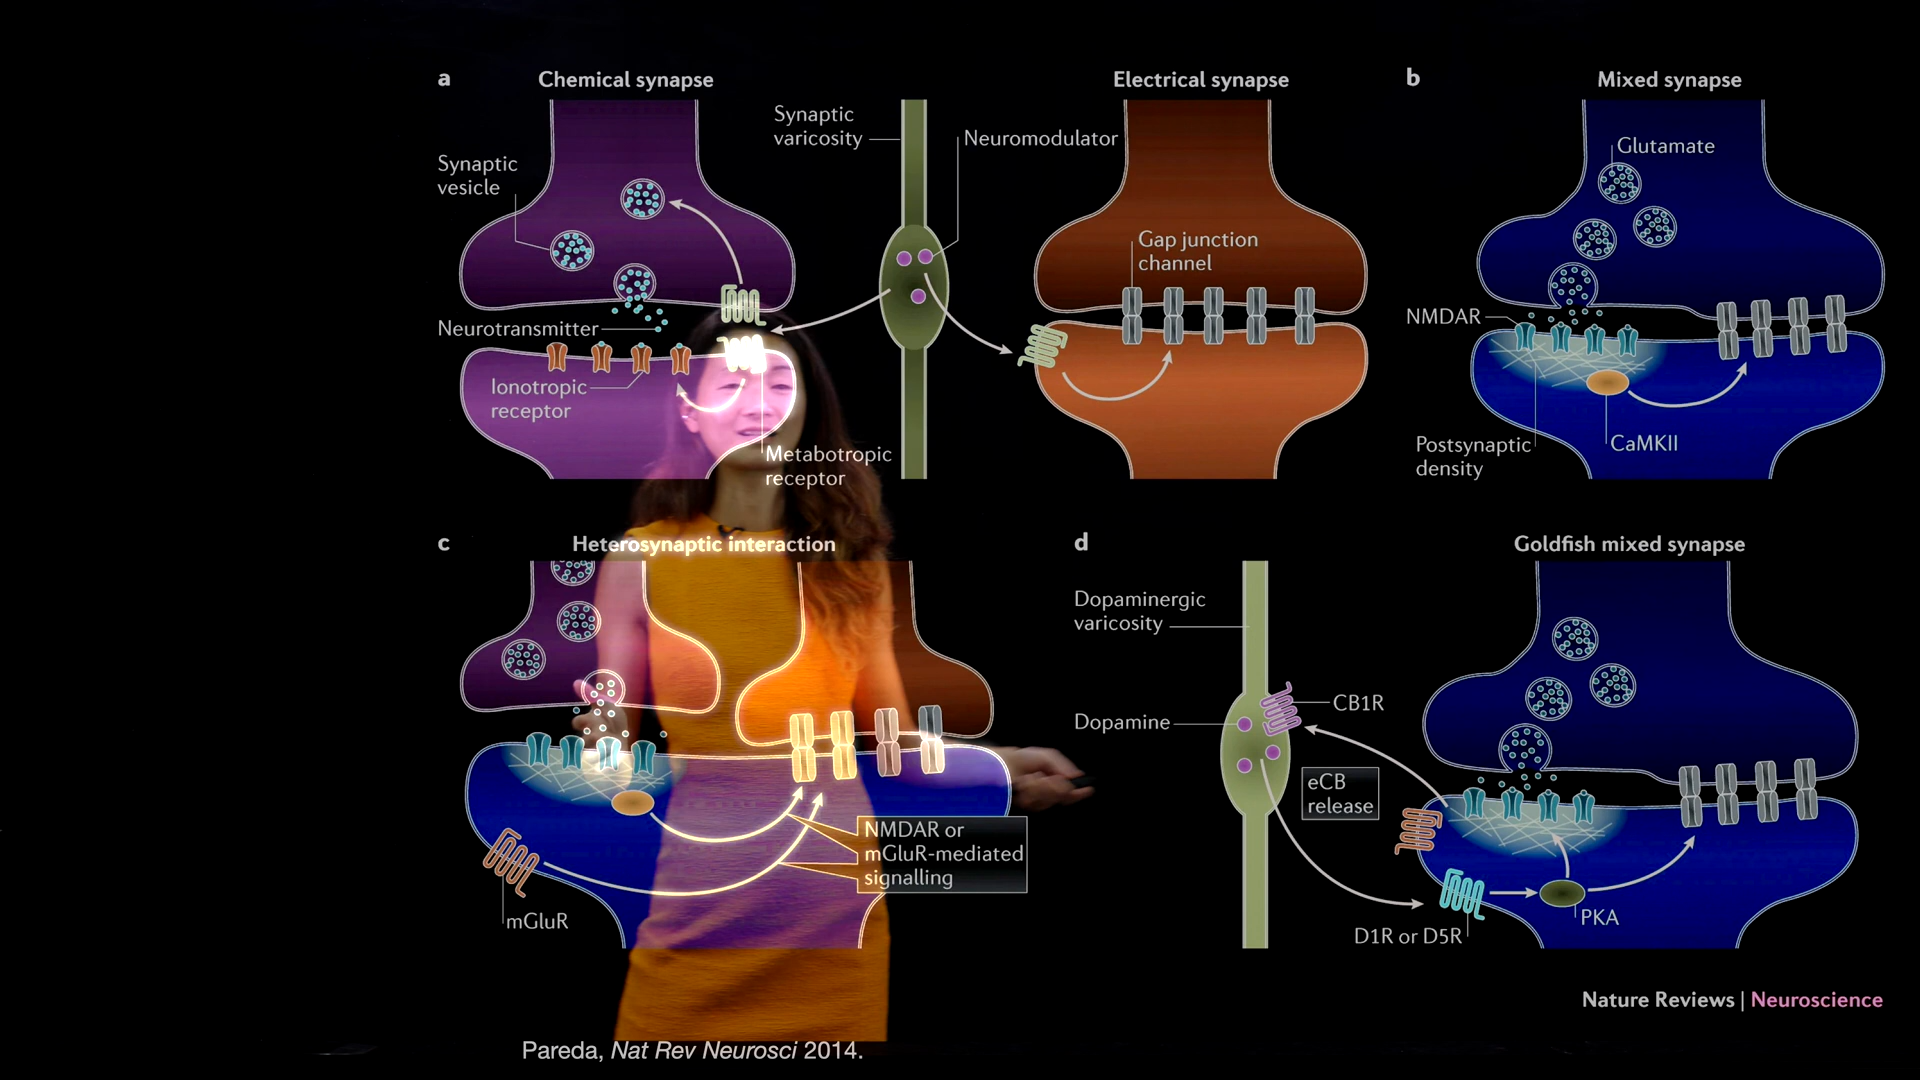 a
Chemical synapse
Synaptic
vesicle
Neurotransmitter
Ionotropic
receptor
Metabotropic
receptor
Synaptic
varicosity
Neuromodulator
Electrical synapse
Gap junction
channel
b
Mixed synapse
Glutamate
NMDAR
Postsynaptic
density
CaMKII
c
Heterosynaptic interaction
NMDAR or
mGluR-mediated
signalling
mGluR
d
Goldfish mixed synapse
Dopaminergic
varicosity
Dopamine
CB1R
eCB
release
D1R or D5R
PKA
Nature Reviews | Neuroscience
Pareda, Nat Rev Neurosci 2014.